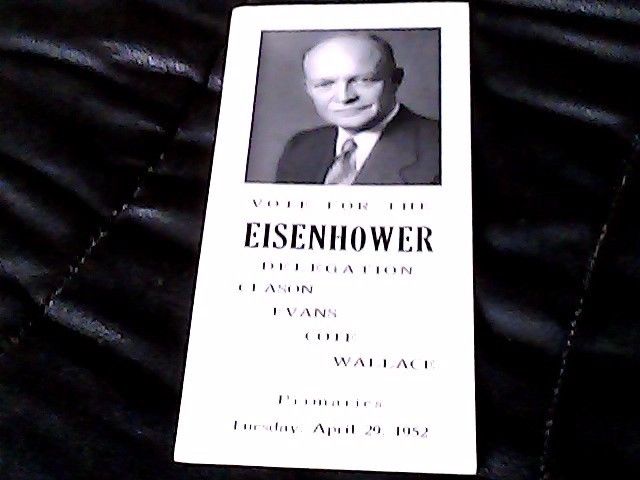 VOTE FOR THE
EISENHOWER
DELEGATION
CLASON
EVANS
COTE
WALLACE
Primaries
Tuesday, April 29, 1952